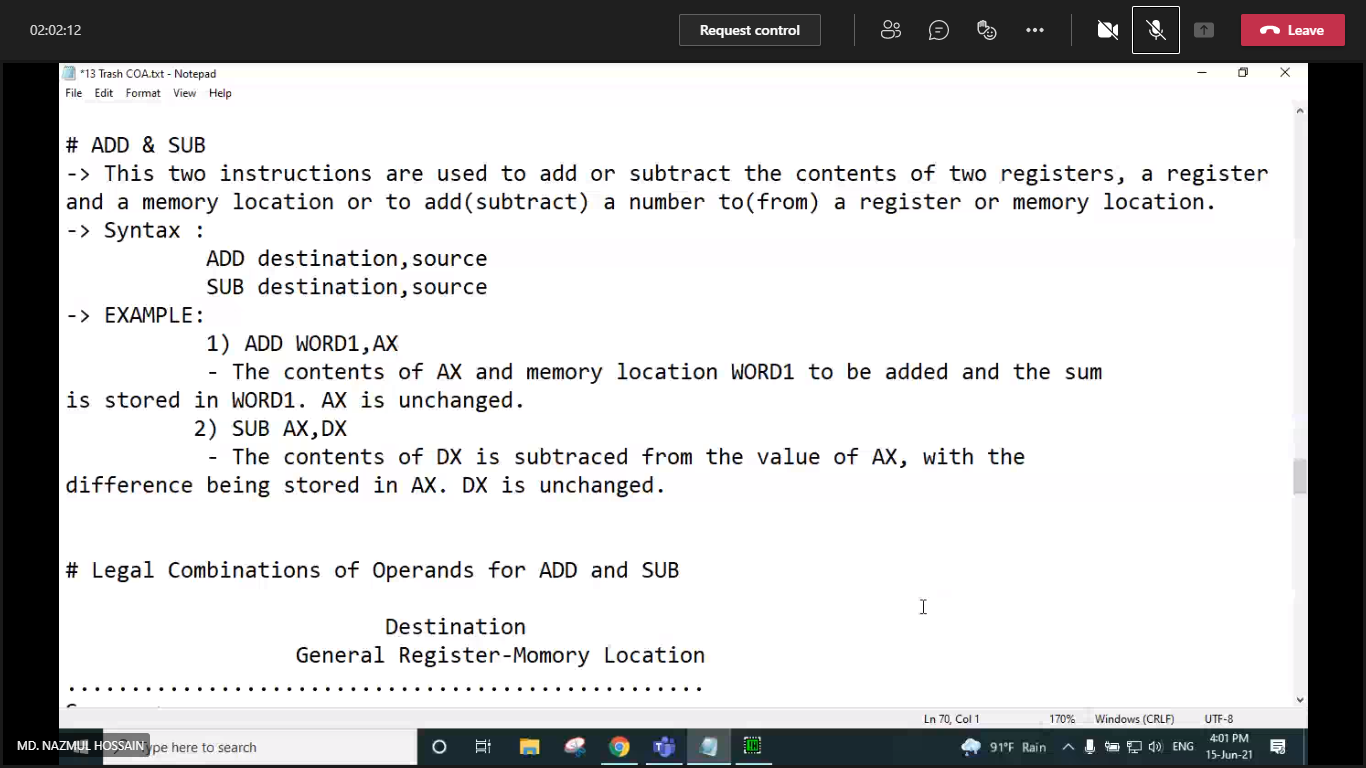 02:02:12
Request control
Leave
*13 Trash COA.txt - Notepad
File Edit Format View Help
# ADD & SUB
-> This two instructions are used to add or subtract the contents of two registers, a register
and a memory location or to add(subtract) a number to(from) a register or memory location.
-> Syntax :
ADD destination,source
SUB destination,source
-> EXAMPLE:
1) ADD WORD1,AX
- The contents of AX and memory location WORD1 to be added and the sum
is stored in WORD1. AX is unchanged.
2) SUB AX,DX
- The contents of DX is subtraced from the value of AX, with the
difference being stored in AX. DX is unchanged.
# Legal Combinations of Operands for ADD and SUB
Destination
General Register-Momory Location
..................................................
Ln 70, Col 1
170%
Windows (CRLF)
UTF-8
MD. NAZMUL HOSSAIN
ype here to search
91°F Rain
ENG
4:01 PM
15-Jun-21